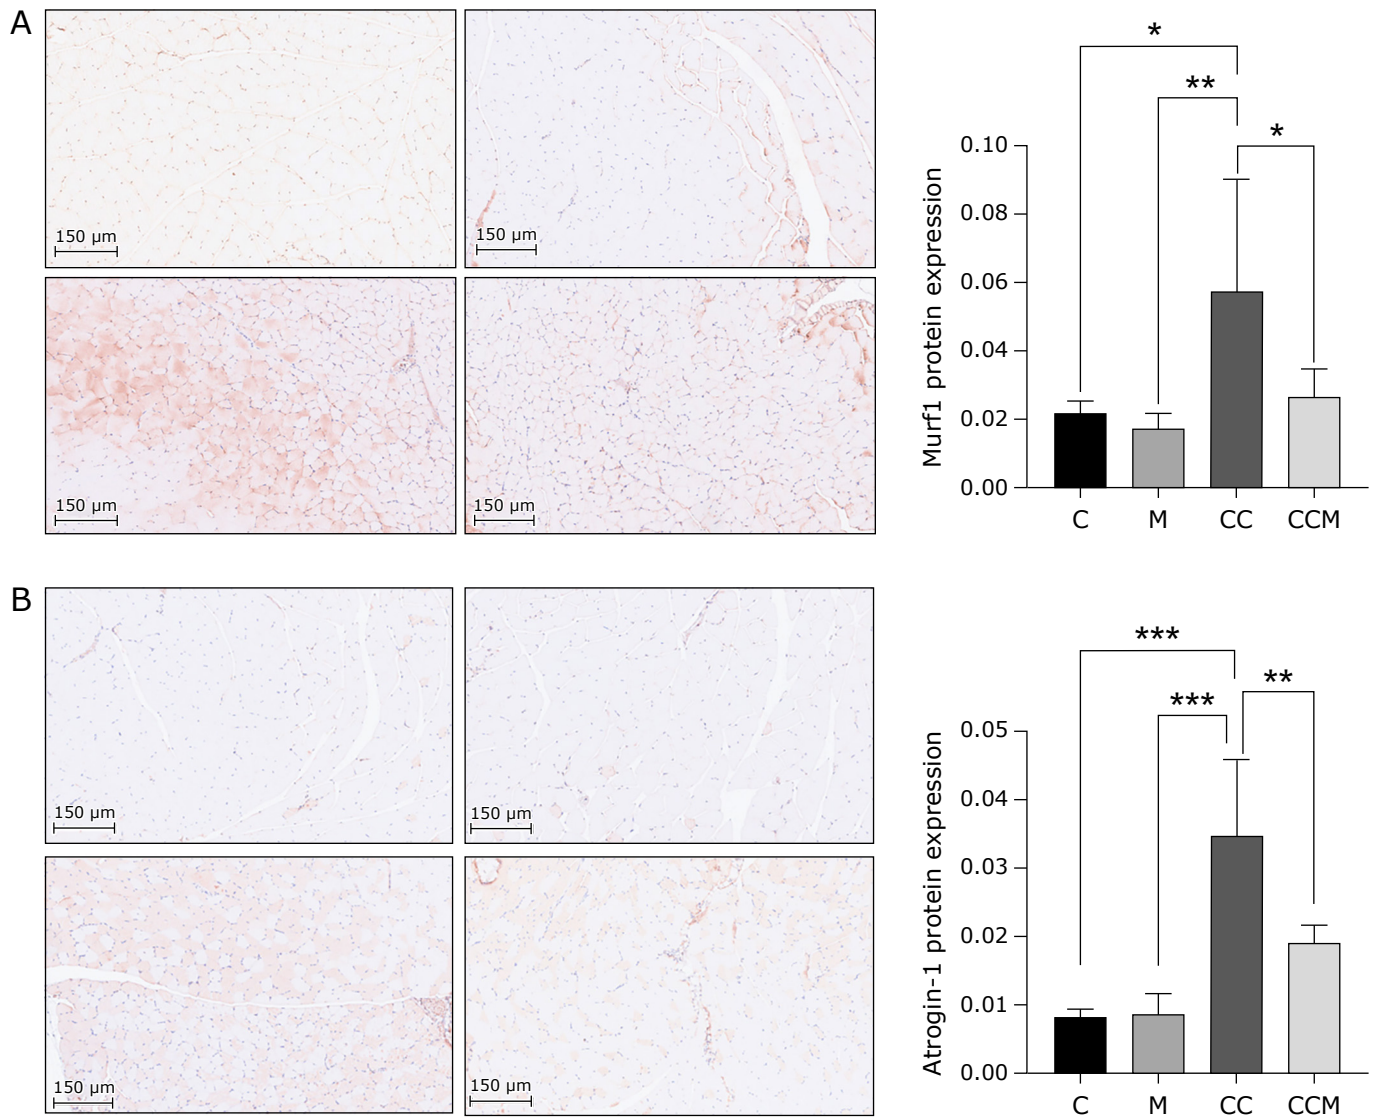 A
150 µm
150 µm
150 µm
150 µm
*
**
*
Murf1 protein expression
0.10
0.08
0.06
0.04
0.02
0.00
C M CC CCM
B
150 µm
150 µm
150 µm
150 µm
***
**
***
Atrogin-1 protein expression
0.05
0.04
0.03
0.02
0.01
0.00
C M CC CCM